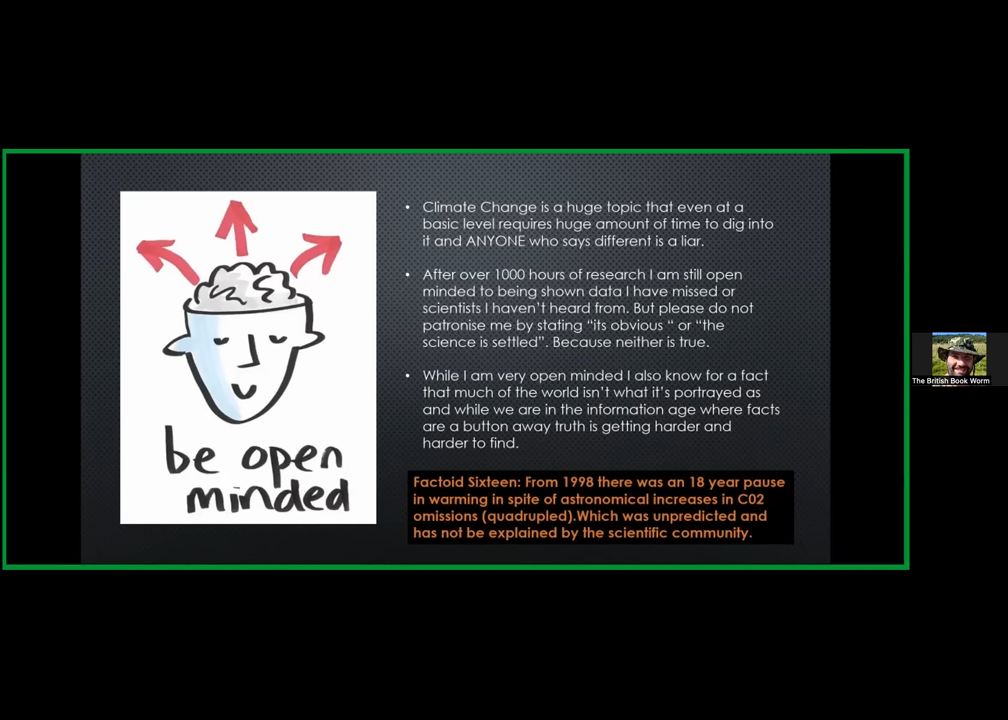 be open
minded
• Climate Change is a huge topic that even at a
basic level requires huge amount of time to dig into
it and ANYONE who says different is a liar.
• After over 1000 hours of research I am still open
minded to being shown data I have missed or
scientists I haven't heard from. But please do not
patronise me by stating "its obvious " or "the
science is settled". Because neither is true.
• While I am very open minded I also know for a fact
that much of the world isn't what it's portrayed as
and while we are in the information age where facts
are a button away truth is getting harder and
harder to find.
Factoid Sixteen: From 1998 there was an 18 year pause
in warming in spite of astronomical increases in C02
omissions (quadrupled).Which was unpredicted and
has not be explained by the scientific community.
The British Book Worm